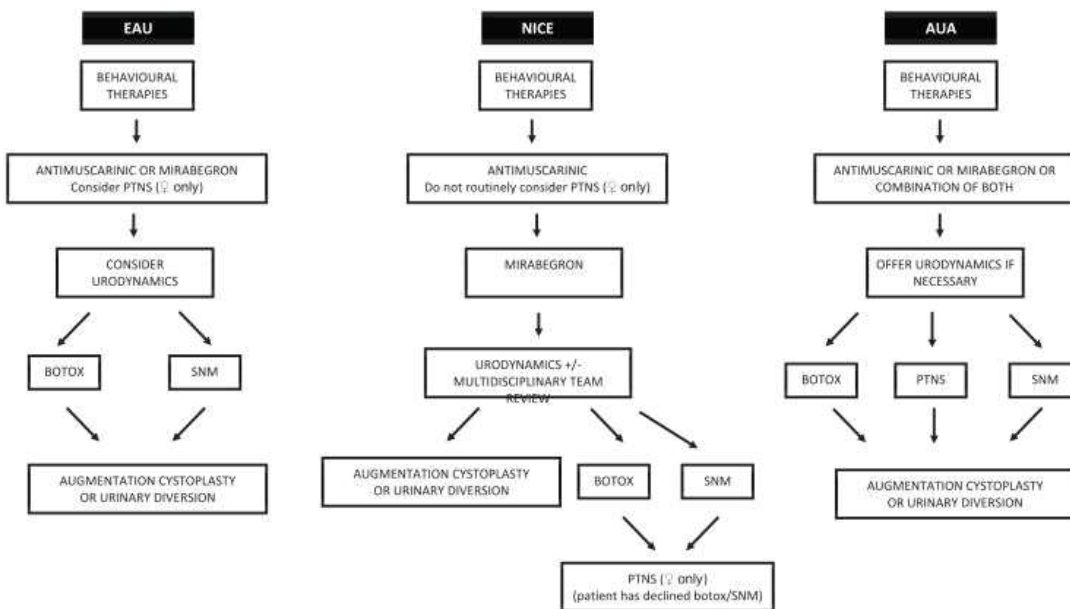 EAU
BEHAVIOURAL
THERAPIES
ANTIMUSCARINIC OR MIRABEGRON
Consider PTNS (♀ only)
CONSIDER
URODYNAMICS
BOTOX
SNM
AUGMENTATION CYSTOPLASTY
OR URINARY DIVERSION
NICE
BEHAVIOURAL
THERAPIES
ANTIMUSCARINIC
Do not routinely consider PTNS (♀ only)
MIRABEGRON
URODYNAMICS +/-
MULTIDISCIPLINARY TEAM
REVIEW
AUGMENTATION CYSTOPLASTY
OR URINARY DIVERSION
BOTOX
SNM
PTNS (♀ only)
(patient has declined botox/SNM)
AUA
BEHAVIOURAL
THERAPIES
ANTIMUSCARINIC OR MIRABEGRON OR
COMBINATION OF BOTH
OFFER URODYNAMICS IF
NECESSARY
BOTOX
PTNS
SNM
AUGMENTATION CYSTOPLASTY
OR URINARY DIVERSION